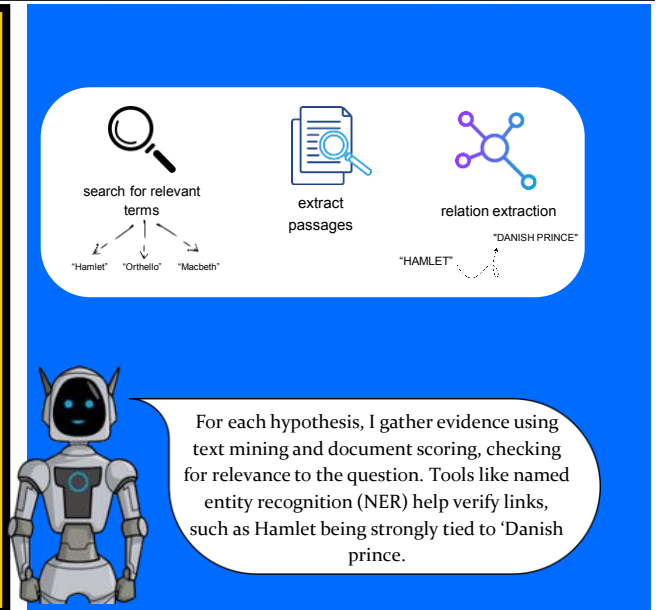 search for relevant
terms
"Hamlet" "Orthello" "Macbeth"
extract
passages
relation extraction
"DANISH PRINCE"
"HAMLET"
For each hypothesis, I gather evidence using
text mining and document scoring, checking
for relevance to the question. Tools like named
entity recognition (NER) help verify links,
such as Hamlet being strongly tied to ‘Danish
prince.